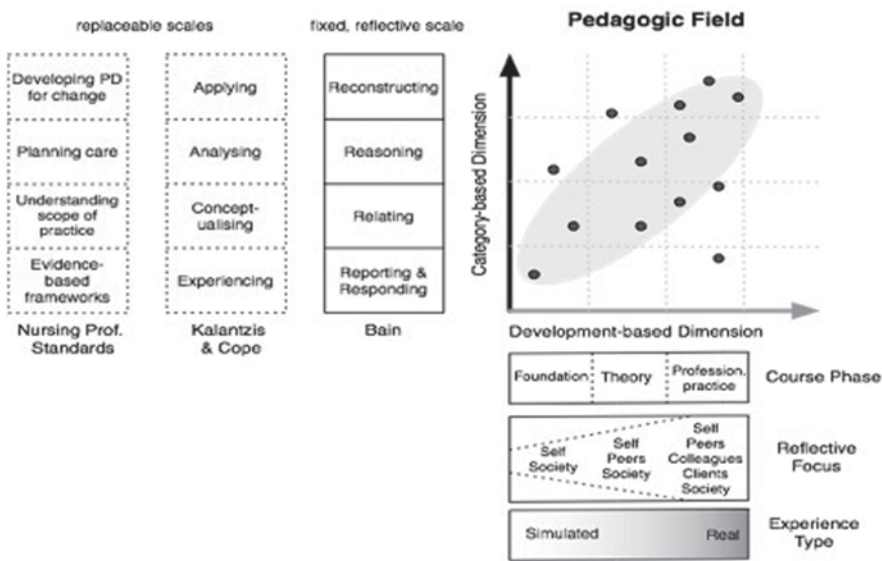 replaceable scales
fixed, reflective scale
Pedagogic Field
Developing PD
for change
Planning care
Understanding
scope of
practice
Evidence-
based
frameworks
Nursing Prof.
Standards
Applying
Analysing
Concept-
ualising
Experiencing
Kalantzis
& Cope
Reconstructing
Reasoning
Relating
Reporting &
Responding
Bain
Category-based Dimension
Development-based Dimension
Foundation
Theory
Profession.
practice
Course Phase
Self
Society
Self
Peers
Society
Self
Peers
Colleagues
Clients
Society
Reflective
Focus
Simulated
Real
Experience
Type